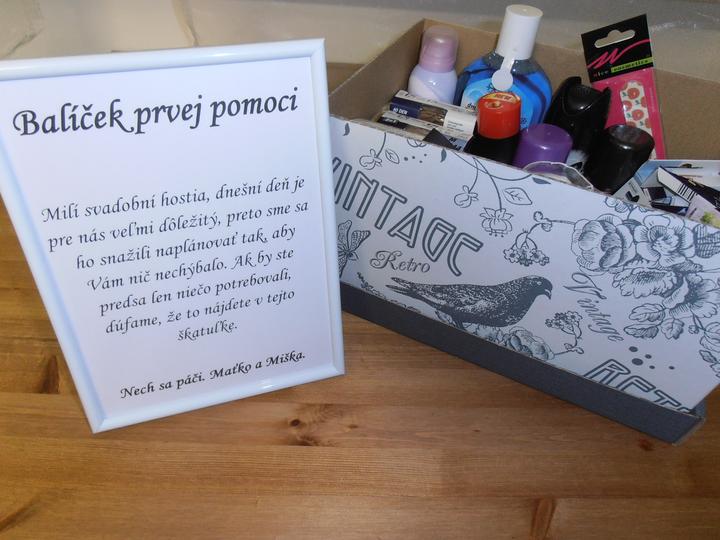 Balíček prvej pomoci
Milí svadobní hostia, dnešní deň je
pre nás veľmi dôležitý, preto sme sa
ho snažili naplánovať tak, aby
Vám nič nechýbalo. Ak by ste
predsa len niečo potrebovali,
dúfame, že to nájdete v tejto
škatuľke.
Nech sa páči. Maťko a Miška.
VINTAGE
Retro
Vintage
RETRO